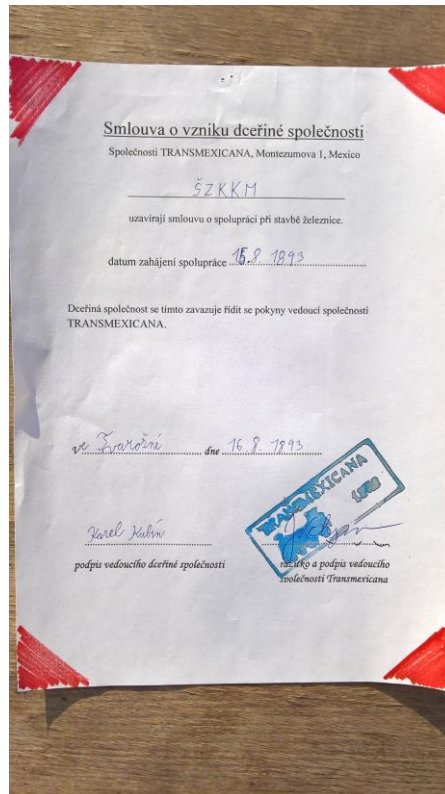 Smlouva o vzniku dceřiné společnosti
Společnosti TRANSMEXICANA, Montezumova 1, Mexico
ŠZKKM
uzavírají smlouvu o spolupráci při stavbě železnice.
datum zahájení spolupráce 15.8 1893
Dceřiná společnost se tímto zavazuje řídit se pokyny vedoucí společnosti
TRANSMEXICANA.
ve Tvarožné dne 16.8.1893
TRANSMEXICANA
Karel Kubín
podpis vedoucího dceřiné společnosti
razítko a podpis vedoucího
společnosti Transmexicana